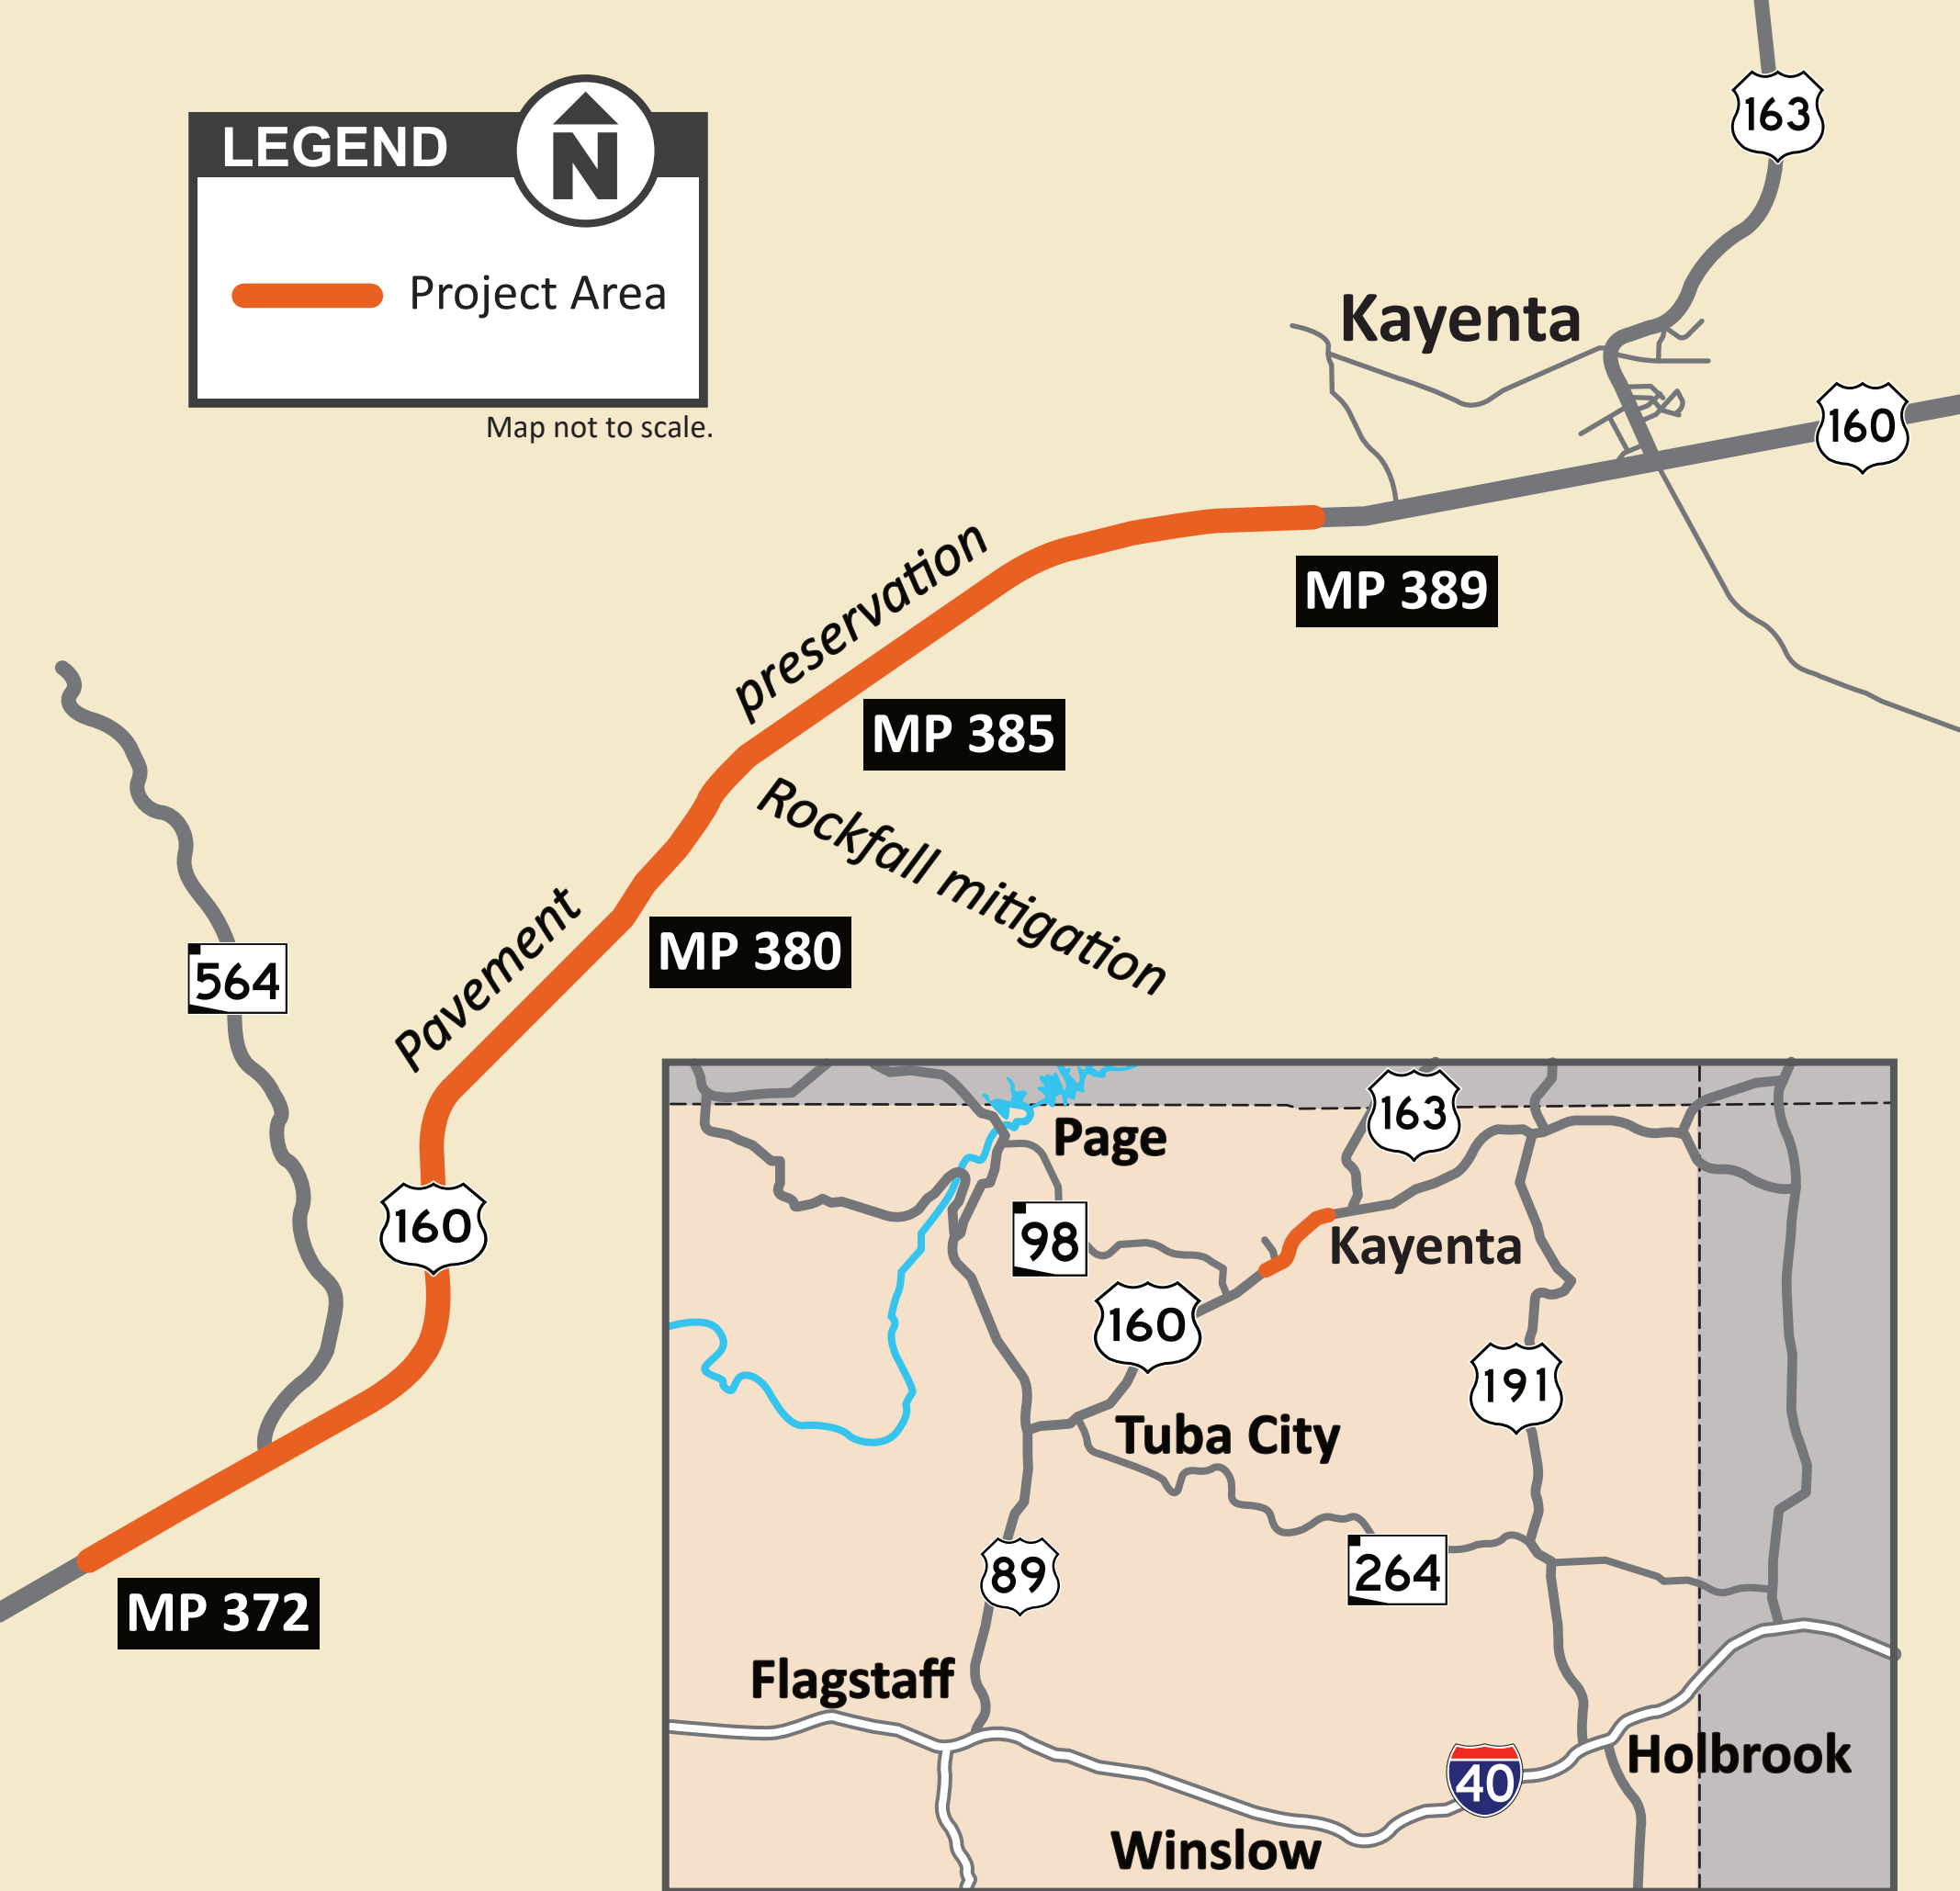 163
LEGEND
N
Project Area
Map not to scale.
Kayenta
160
preservation
MP 389
MP 385
Rockfall mitigation
Pavement
MP 380
564
160
MP 372
163
Page
98
Kayenta
160
191
Tuba City
89
264
Flagstaff
Holbrook
40
Winslow